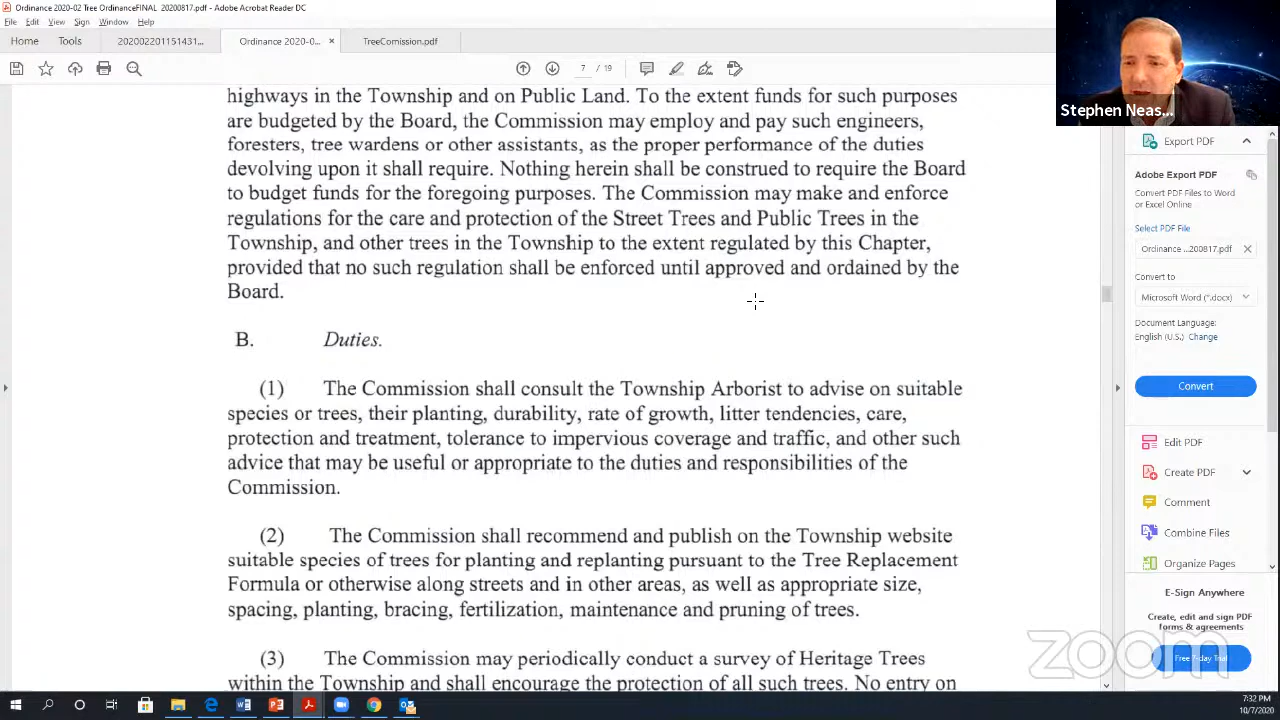 Ordinance 2020-02 Tree OrdinanceFINAL 20200817.pdf - Adobe Acrobat Reader DC
File Edit View Sign Window Help
Home Tools 202002201151431... Ordinance 2020-0... × TreeComission.pdf
7 / 19
Stephen Neas...
highways in the Township and on Public Land. To the extent funds for such purposes
are budgeted by the Board, the Commission may employ and pay such engineers,
foresters, tree wardens or other assistants, as the proper performance of the duties
devolving upon it shall require. Nothing herein shall be construed to require the Board
to budget funds for the foregoing purposes. The Commission may make and enforce
regulations for the care and protection of the Street Trees and Public Trees in the
Township, and other trees in the Township to the extent regulated by this Chapter,
provided that no such regulation shall be enforced until approved and ordained by the
Board.
B. Duties.
(1) The Commission shall consult the Township Arborist to advise on suitable
species or trees, their planting, durability, rate of growth, litter tendencies, care,
protection and treatment, tolerance to impervious coverage and traffic, and other such
advice that may be useful or appropriate to the duties and responsibilities of the
Commission.
(2) The Commission shall recommend and publish on the Township website
suitable species of trees for planting and replanting pursuant to the Tree Replacement
Formula or otherwise along streets and in other areas, as well as appropriate size,
spacing, planting, bracing, fertilization, maintenance and pruning of trees.
(3) The Commission may periodically conduct a survey of Heritage Trees
within the Township and shall encourage the protection of all such trees. No entry on
Export PDF
Adobe Export PDF
Convert PDF Files to Word
or Excel Online
Select PDF File
Ordinance ...200817.pdf ×
Convert to
Microsoft Word (*.docx)
Document Language:
English (U.S.) Change
Convert
Edit PDF
Create PDF
Comment
Combine Files
Organize Pages
E-Sign Anywhere
Create, edit and sign PDF
forms & agreements
Free 7-day Trial
zoom
7:32 PM
10/7/2020